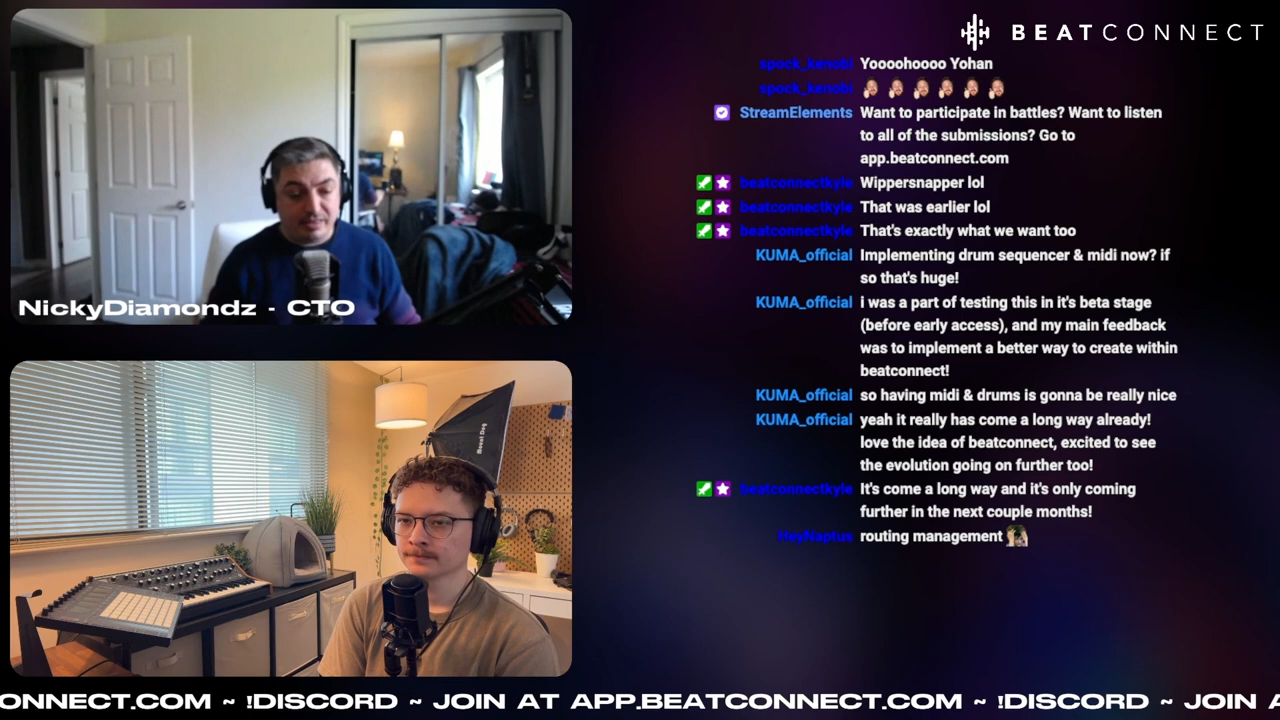 BEATCONNECT
NickyDiamondz - CTO
spock_kenobi Yoooohoooo Yohan
spock_kenobi
StreamElements Want to participate in battles? Want to listen
to all of the submissions? Go to
app.beatconnect.com
beatconnectkyle Wippersnapper lol
beatconnectkyle That was earlier lol
beatconnectkyle That's exactly what we want too
KUMA_official Implementing drum sequencer & midi now? if
so that's huge!
KUMA_official i was a part of testing this in it's beta stage
(before early access), and my main feedback
was to implement a better way to create within
beatconnect!
KUMA_official so having midi & drums is gonna be really nice
KUMA_official yeah it really has come a long way already!
love the idea of beatconnect, excited to see
the evolution going on further too!
beatconnectkyle It's come a long way and it's only coming
further in the next couple months!
HeyNaptus routing management
ONNECT.COM ~ !DISCORD ~ JOIN AT APP.BEATCONNECT.COM ~ !DISCORD ~ JOIN A